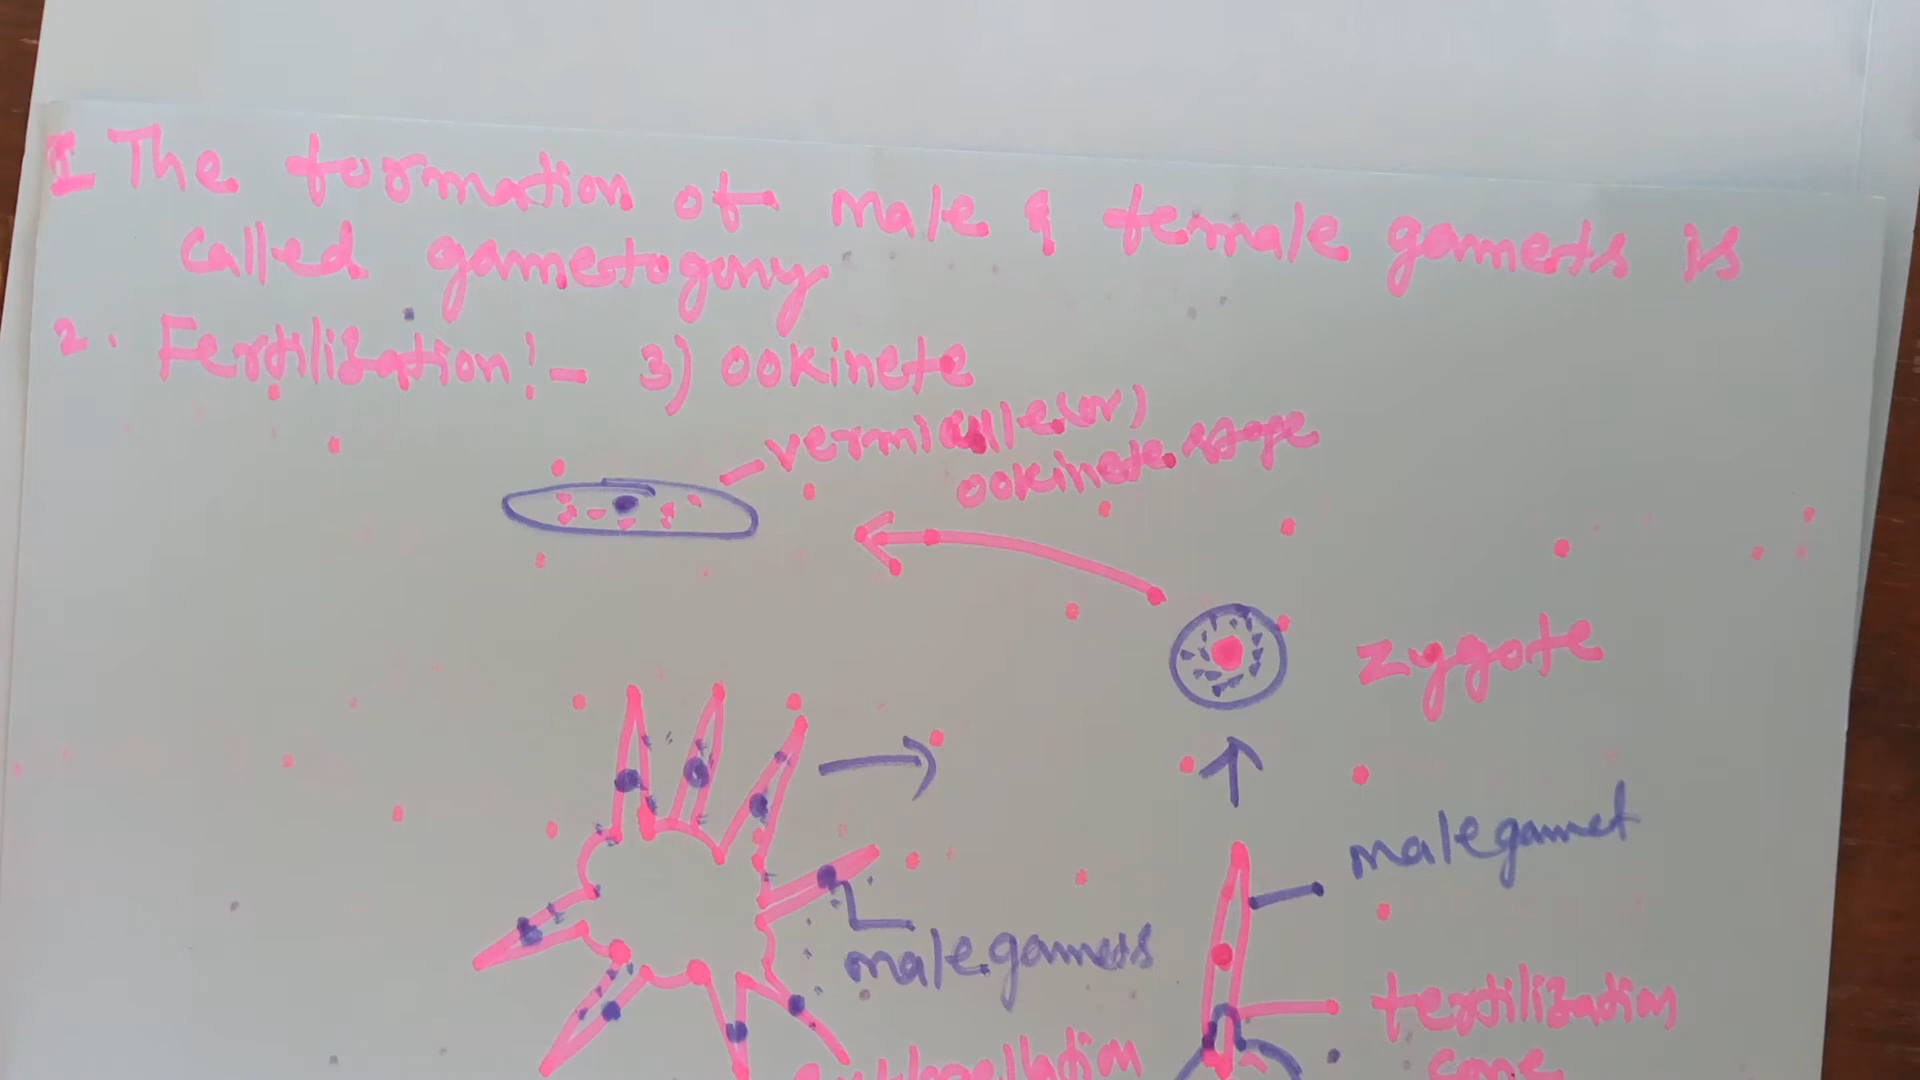 I The formation of male & female gamets is
called gametogony
2. Fertilization:- 3) ookinete
vermicule (or)
ookinete stage
zygote
male gamet
male gamets
fertilization
cone